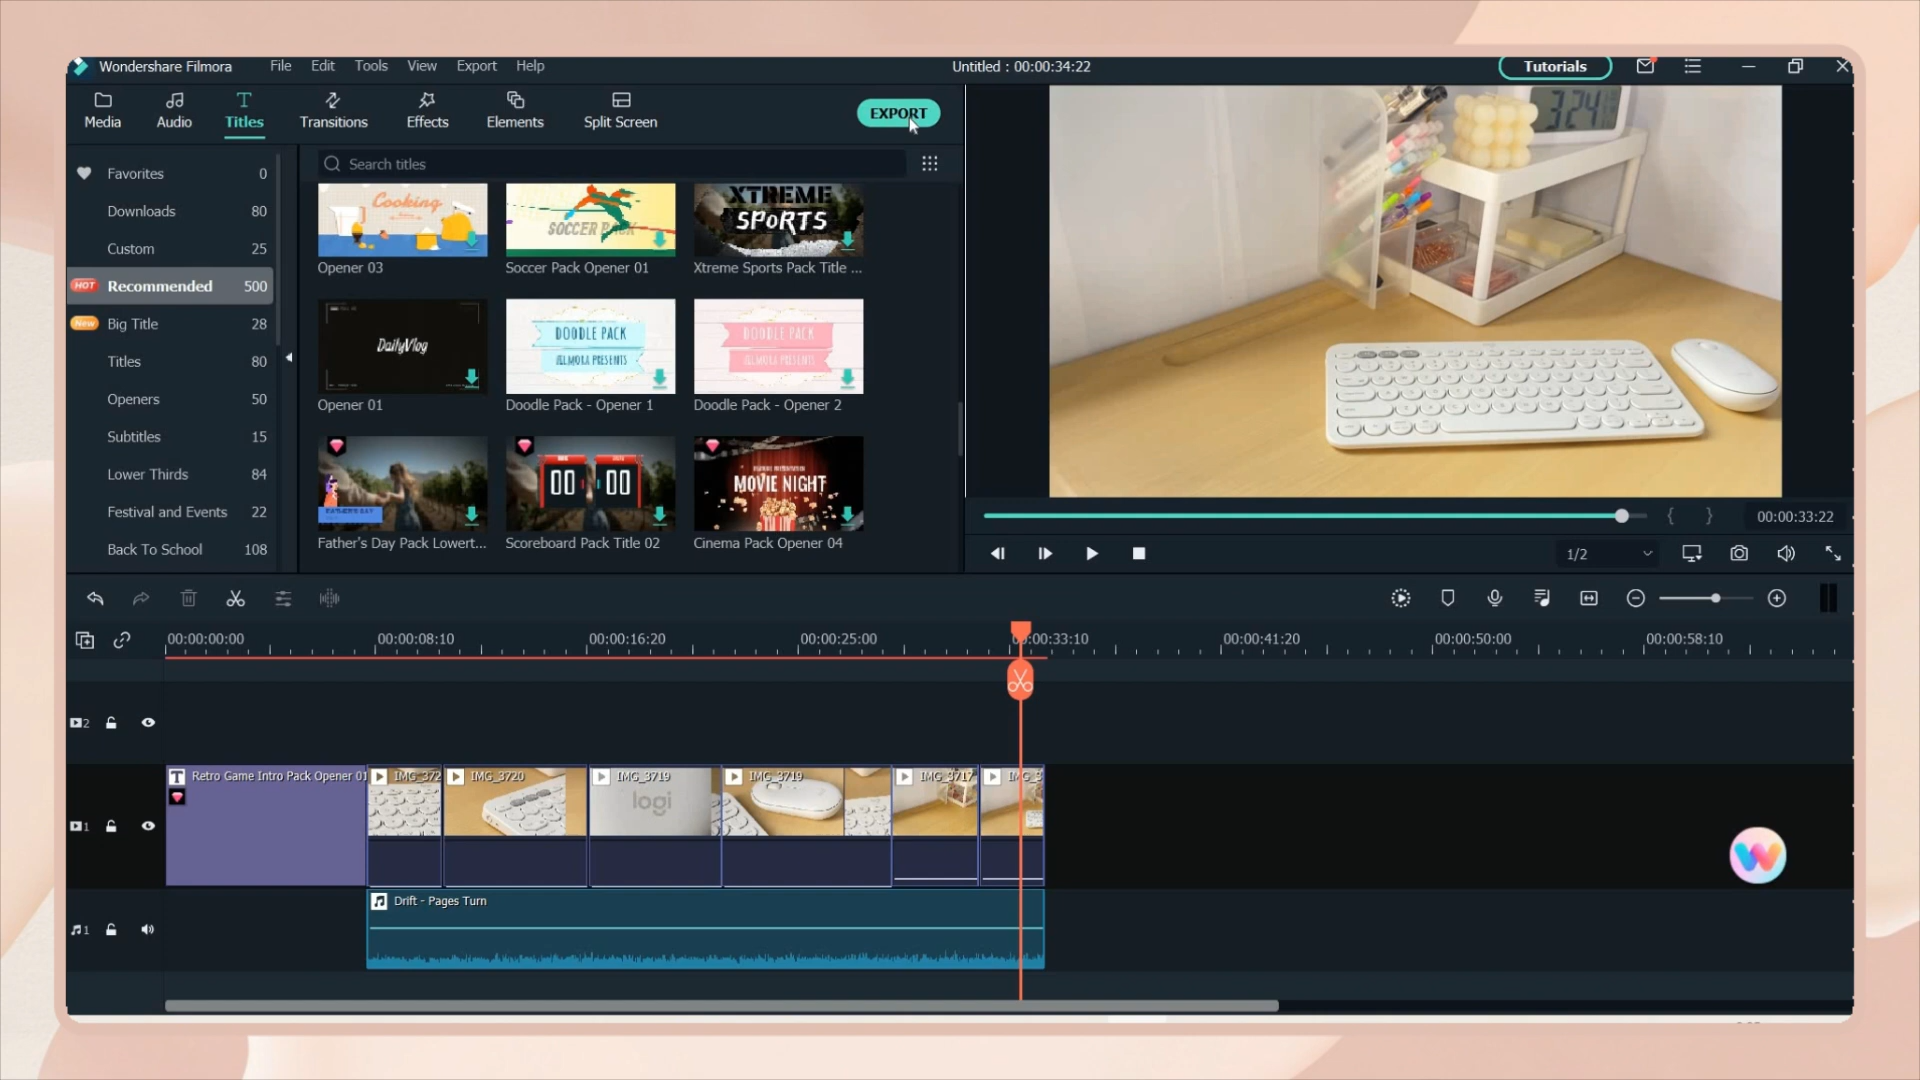 Wondershare Filmora File Edit Tools View Export Help Untitled : 00:00:34:22 Tutorials
Media Audio Titles Transitions Effects Elements Split Screen EXPORT
Search titles
Favorites 0
Downloads 80
Custom 25
HOT Recommended 500
New Big Title 28
Titles 80
Openers 50
Subtitles 15
Lower Thirds 84
Festival and Events 22
Back To School 108
Cooking
SOCCER PACK
XTREME
SPORTS
Opener 03 Soccer Pack Opener 01 Xtreme Sports Pack Title ...
DailyVlog
DOODLE PACK
FILMORA PRESENTS
DOODLE PACK
FILMORA PRESENTS
Opener 01 Doodle Pack - Opener 1 Doodle Pack - Opener 2
FATHER'S DAY
00 00
MOVIE NIGHT
Father's Day Pack Lowert... Scoreboard Pack Title 02 Cinema Pack Opener 04
3:24
{ } 00:00:33:22
1/2
00:00:00:00 00:00:08:10 00:00:16:20 00:00:25:00 00:00:33:10 00:00:41:20 00:00:50:00 00:00:58:10
2
Retro Game Intro Pack Opener 01 IMG_372 IMG_3720 IMG_3719 IMG_3719 IMG_3717 IMG_3
logi
1
Drift - Pages Turn
1